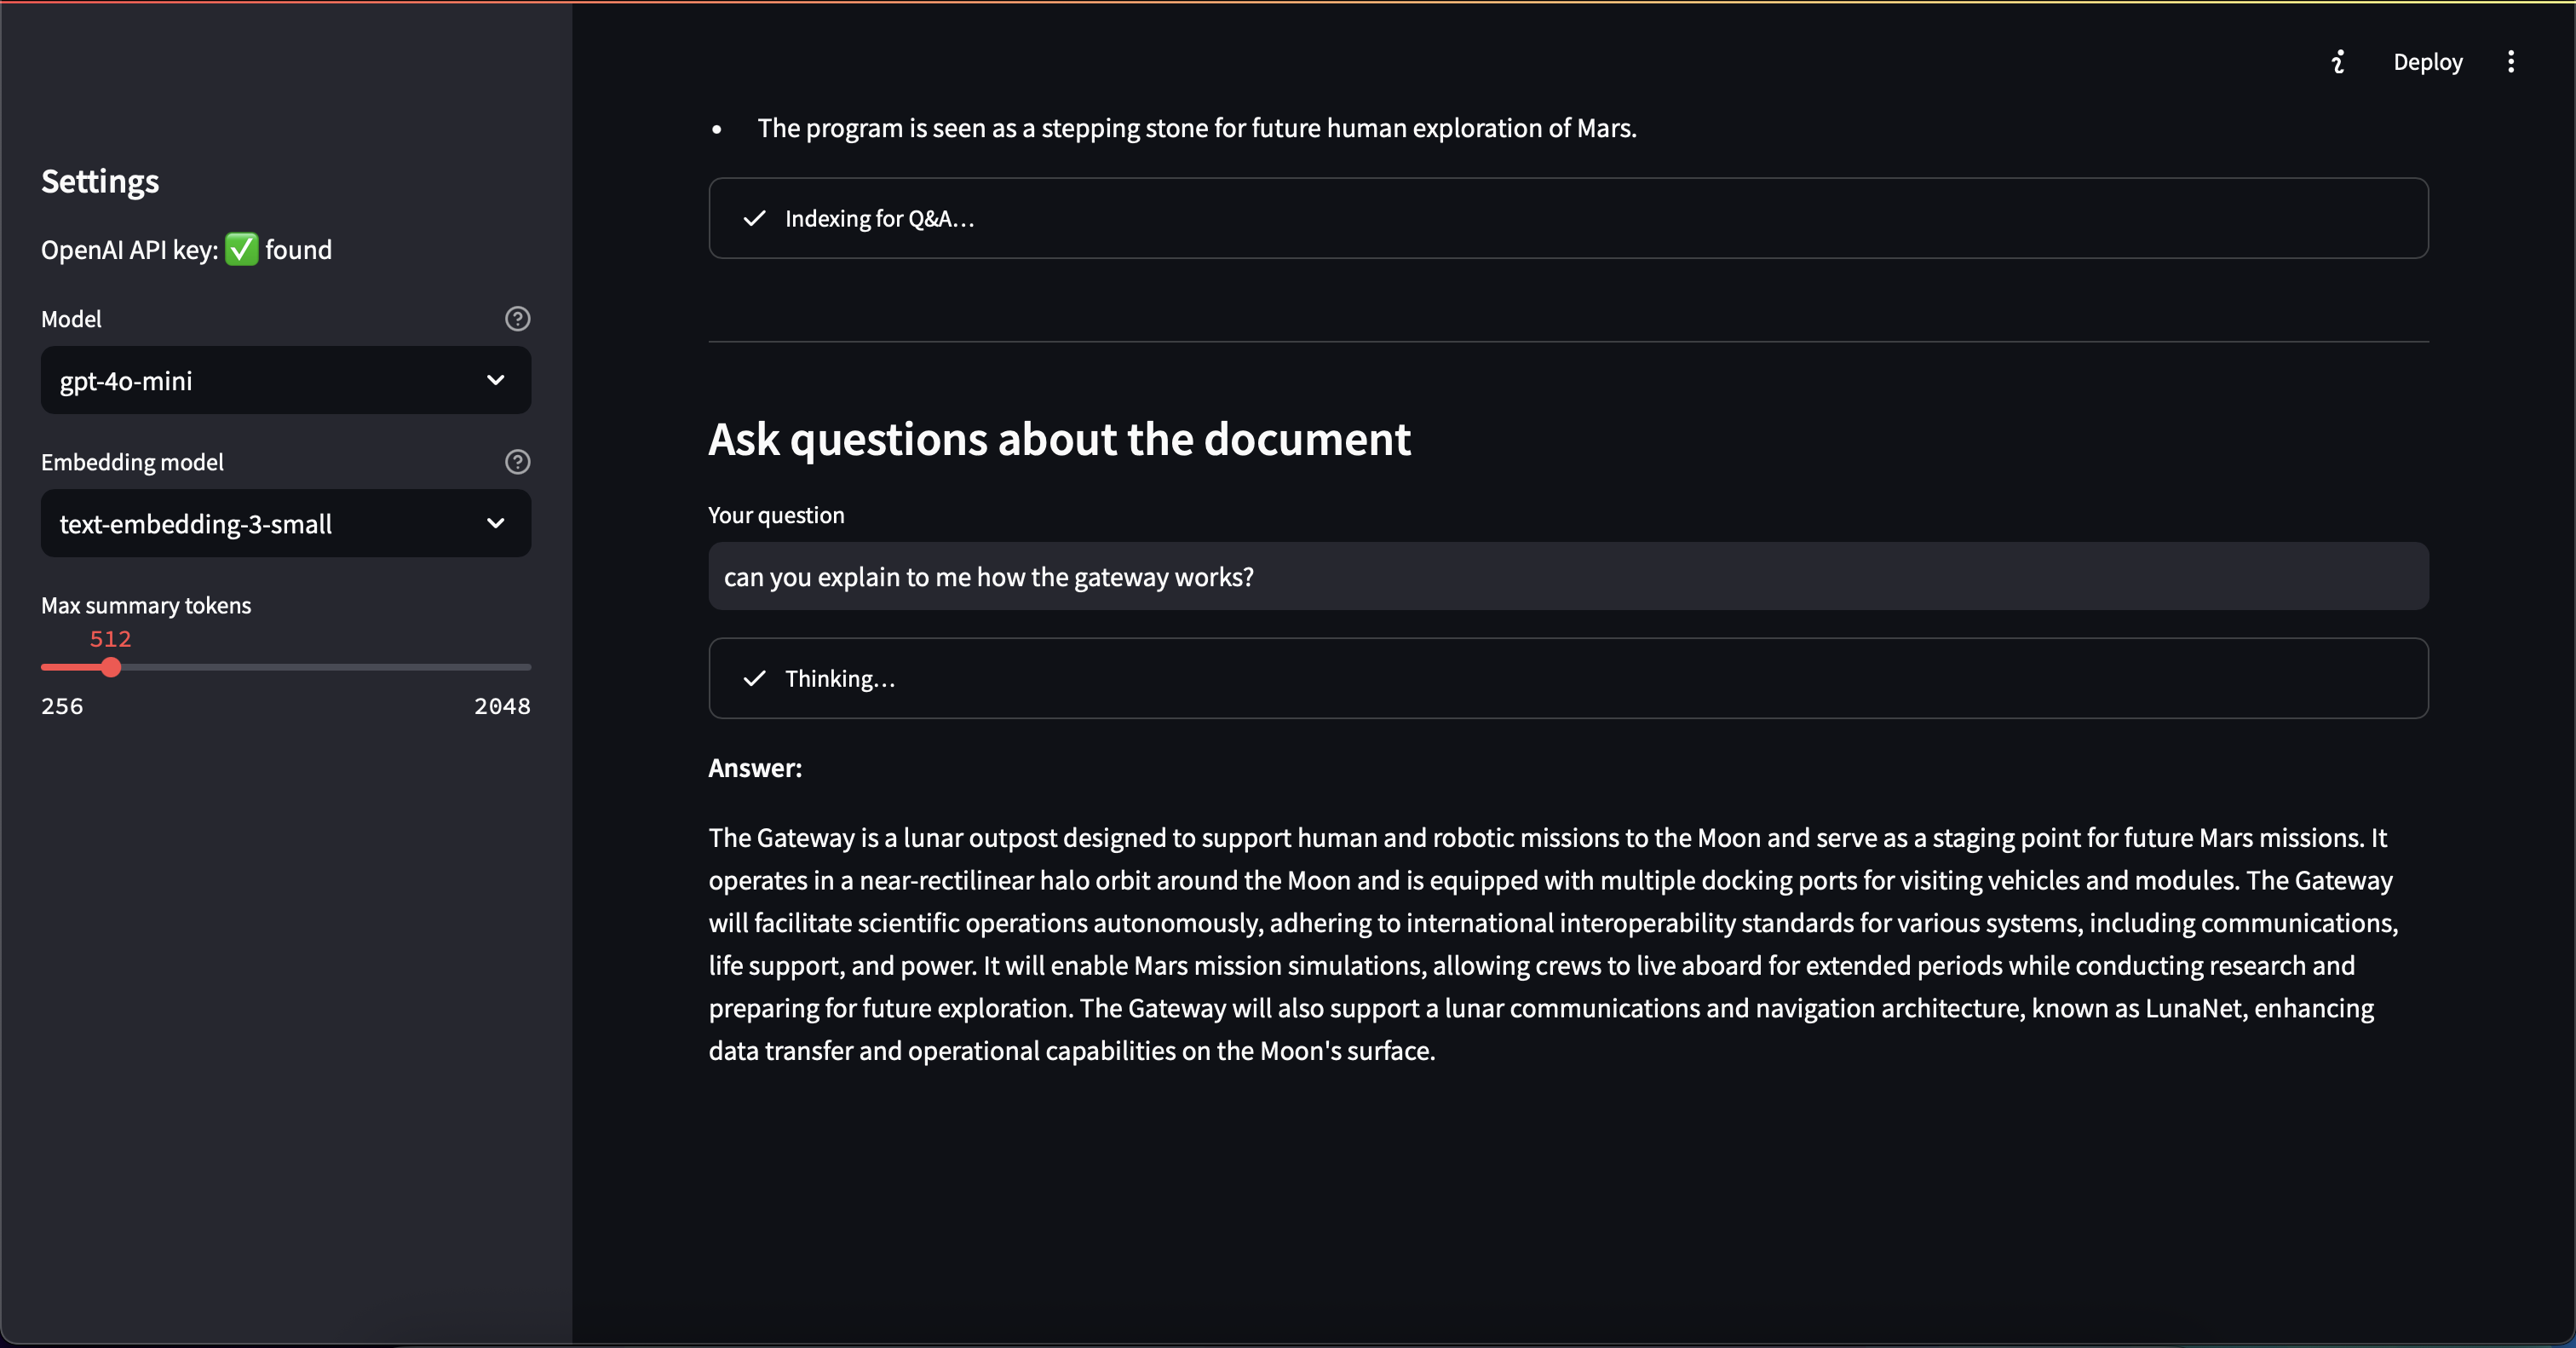 Deploy
Settings
OpenAI API key: ✅ found
Model
gpt-4o-mini
Embedding model
text-embedding-3-small
Max summary tokens
512
256 2048
• The program is seen as a stepping stone for future human exploration of Mars.
Indexing for Q&A...
Ask questions about the document
Your question
can you explain to me how the gateway works?
Thinking...
Answer:
The Gateway is a lunar outpost designed to support human and robotic missions to the Moon and serve as a staging point for future Mars missions. It
operates in a near-rectilinear halo orbit around the Moon and is equipped with multiple docking ports for visiting vehicles and modules. The Gateway
will facilitate scientific operations autonomously, adhering to international interoperability standards for various systems, including communications,
life support, and power. It will enable Mars mission simulations, allowing crews to live aboard for extended periods while conducting research and
preparing for future exploration. The Gateway will also support a lunar communications and navigation architecture, known as LunaNet, enhancing
data transfer and operational capabilities on the Moon's surface.